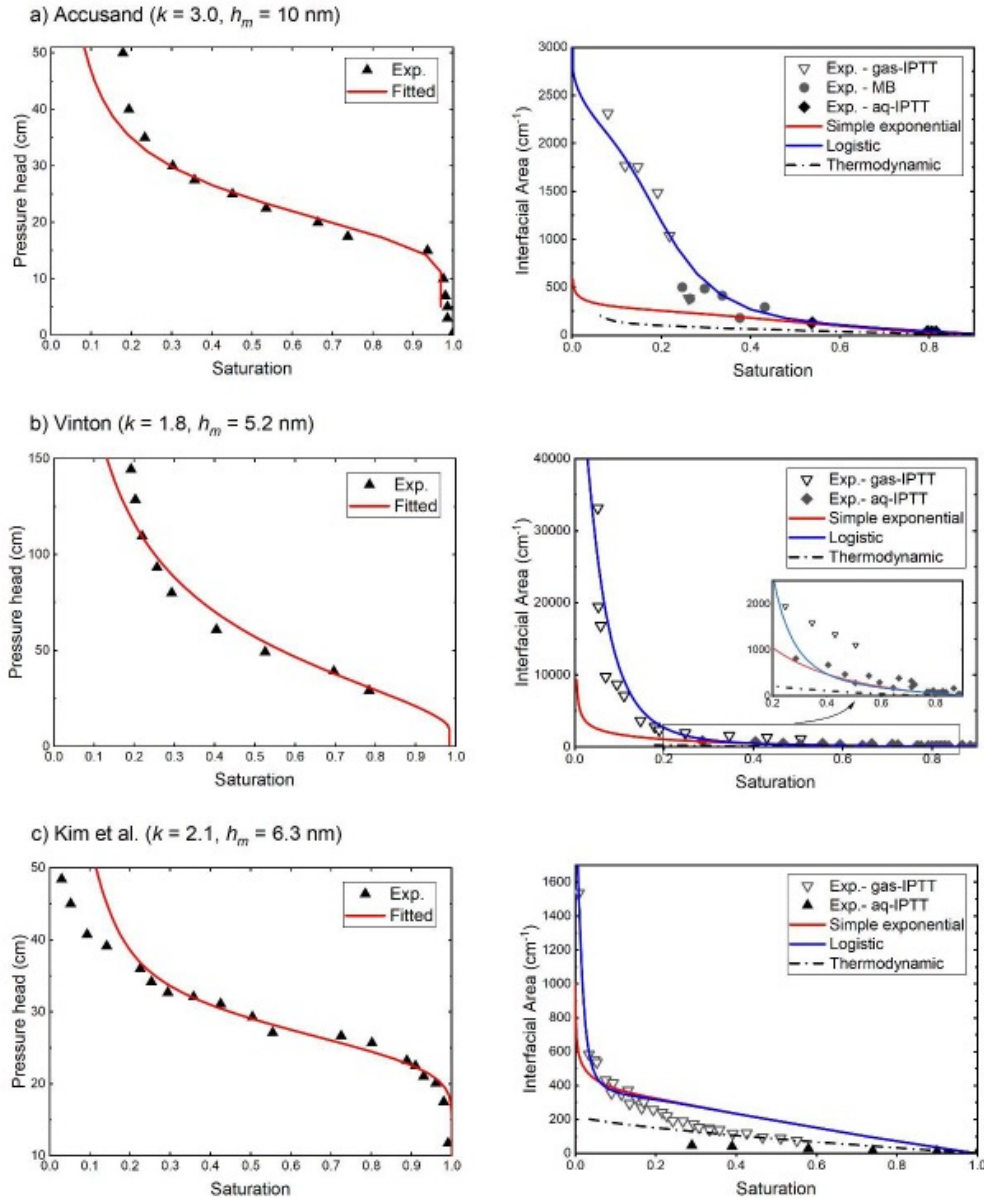 a) Accusand (k = 3.0, hm = 10 nm)
Pressure head (cm)
50
40
30
20
10
0
Exp.
Fitted
0.0 0.1 0.2 0.3 0.4 0.5 0.6 0.7 0.8 0.9 1.0
Saturation
Interfacial Area (cm-1)
3000
2500
2000
1500
1000
500
0
Exp. - gas-IPTT
Exp. - MB
Exp. - aq-IPTT
Simple exponential
Logistic
Thermodynamic
0.0 0.2 0.4 0.6 0.8
Saturation
b) Vinton (k = 1.8, hm = 5.2 nm)
Pressure head (cm)
150
100
50
0
Exp.
Fitted
0.0 0.1 0.2 0.3 0.4 0.5 0.6 0.7 0.8 0.9 1.0
Saturation
Interfacial Area (cm-1)
40000
30000
20000
10000
0
Exp.- gas-IPTT
Exp.- aq-IPTT
Simple exponential
Logistic
Thermodynamic
2000
1000
0
0.2 0.4 0.6 0.8
0.0 0.2 0.4 0.6 0.8
Saturation
c) Kim et al. (k = 2.1, hm = 6.3 nm)
Pressure head (cm)
50
40
30
20
10
Exp.
Fitted
0.0 0.1 0.2 0.3 0.4 0.5 0.6 0.7 0.8 0.9 1.0
Saturation
Interfacial Area (cm-1)
1600
1400
1200
1000
800
600
400
200
0
Exp.- gas-IPTT
Exp.- aq-IPTT
Simple exponential
Logistic
Thermodynamic
0.0 0.2 0.4 0.6 0.8 1.0
Saturation